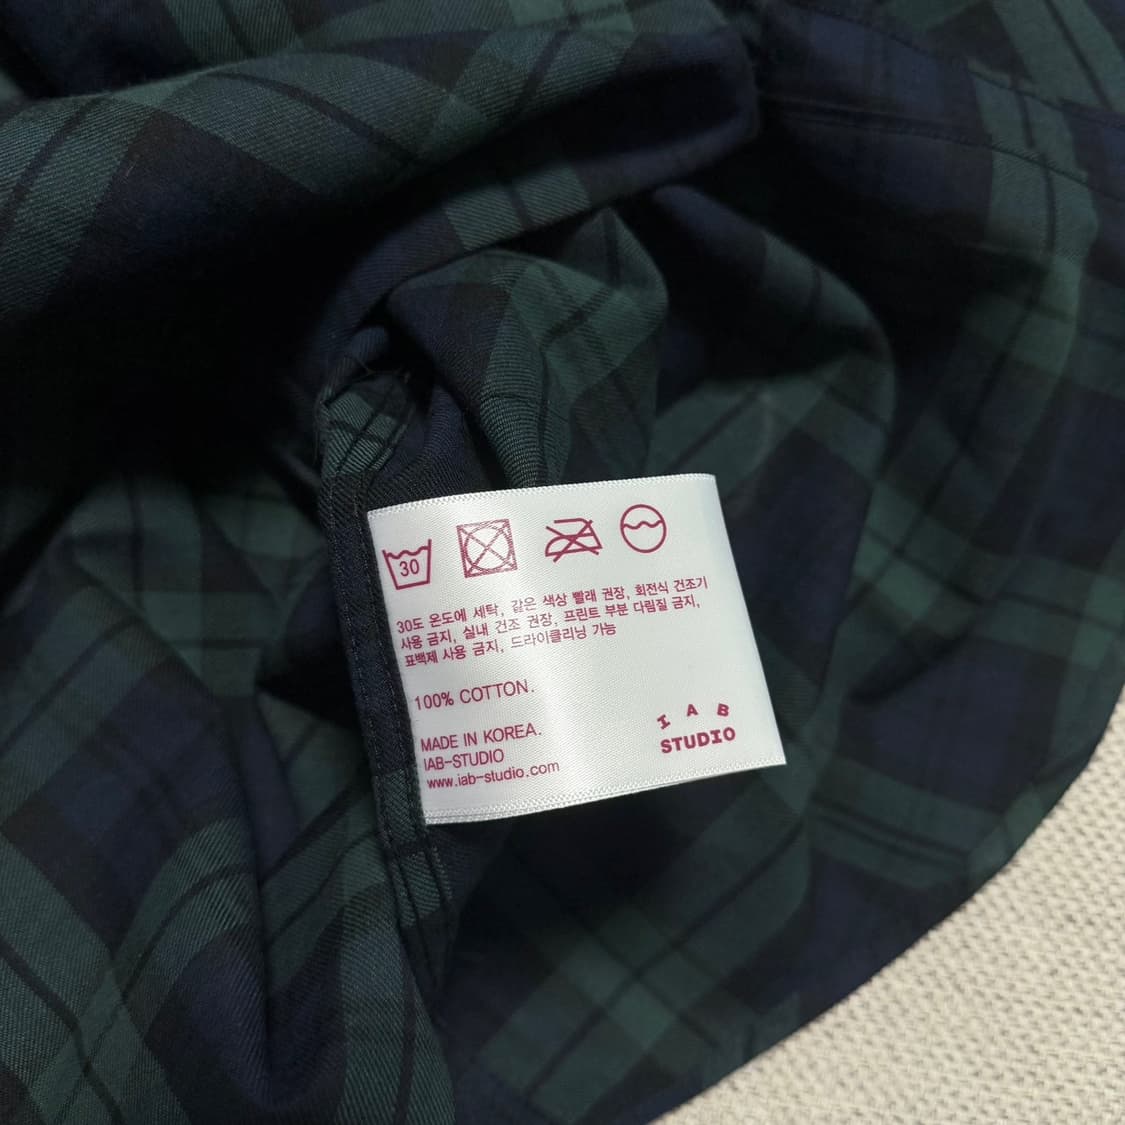 30
30도 온도에 세탁, 같은 색상 빨래 권장, 회전식 건조기
사용 금지, 실내 건조 권장, 프린트 부분 다림질 금지,
표백제 사용 금지, 드라이클리닝 가능
100% COTTON.
MADE IN KOREA.
IAB-STUDIO
www.iab-studio.com
IAB
STUDIO